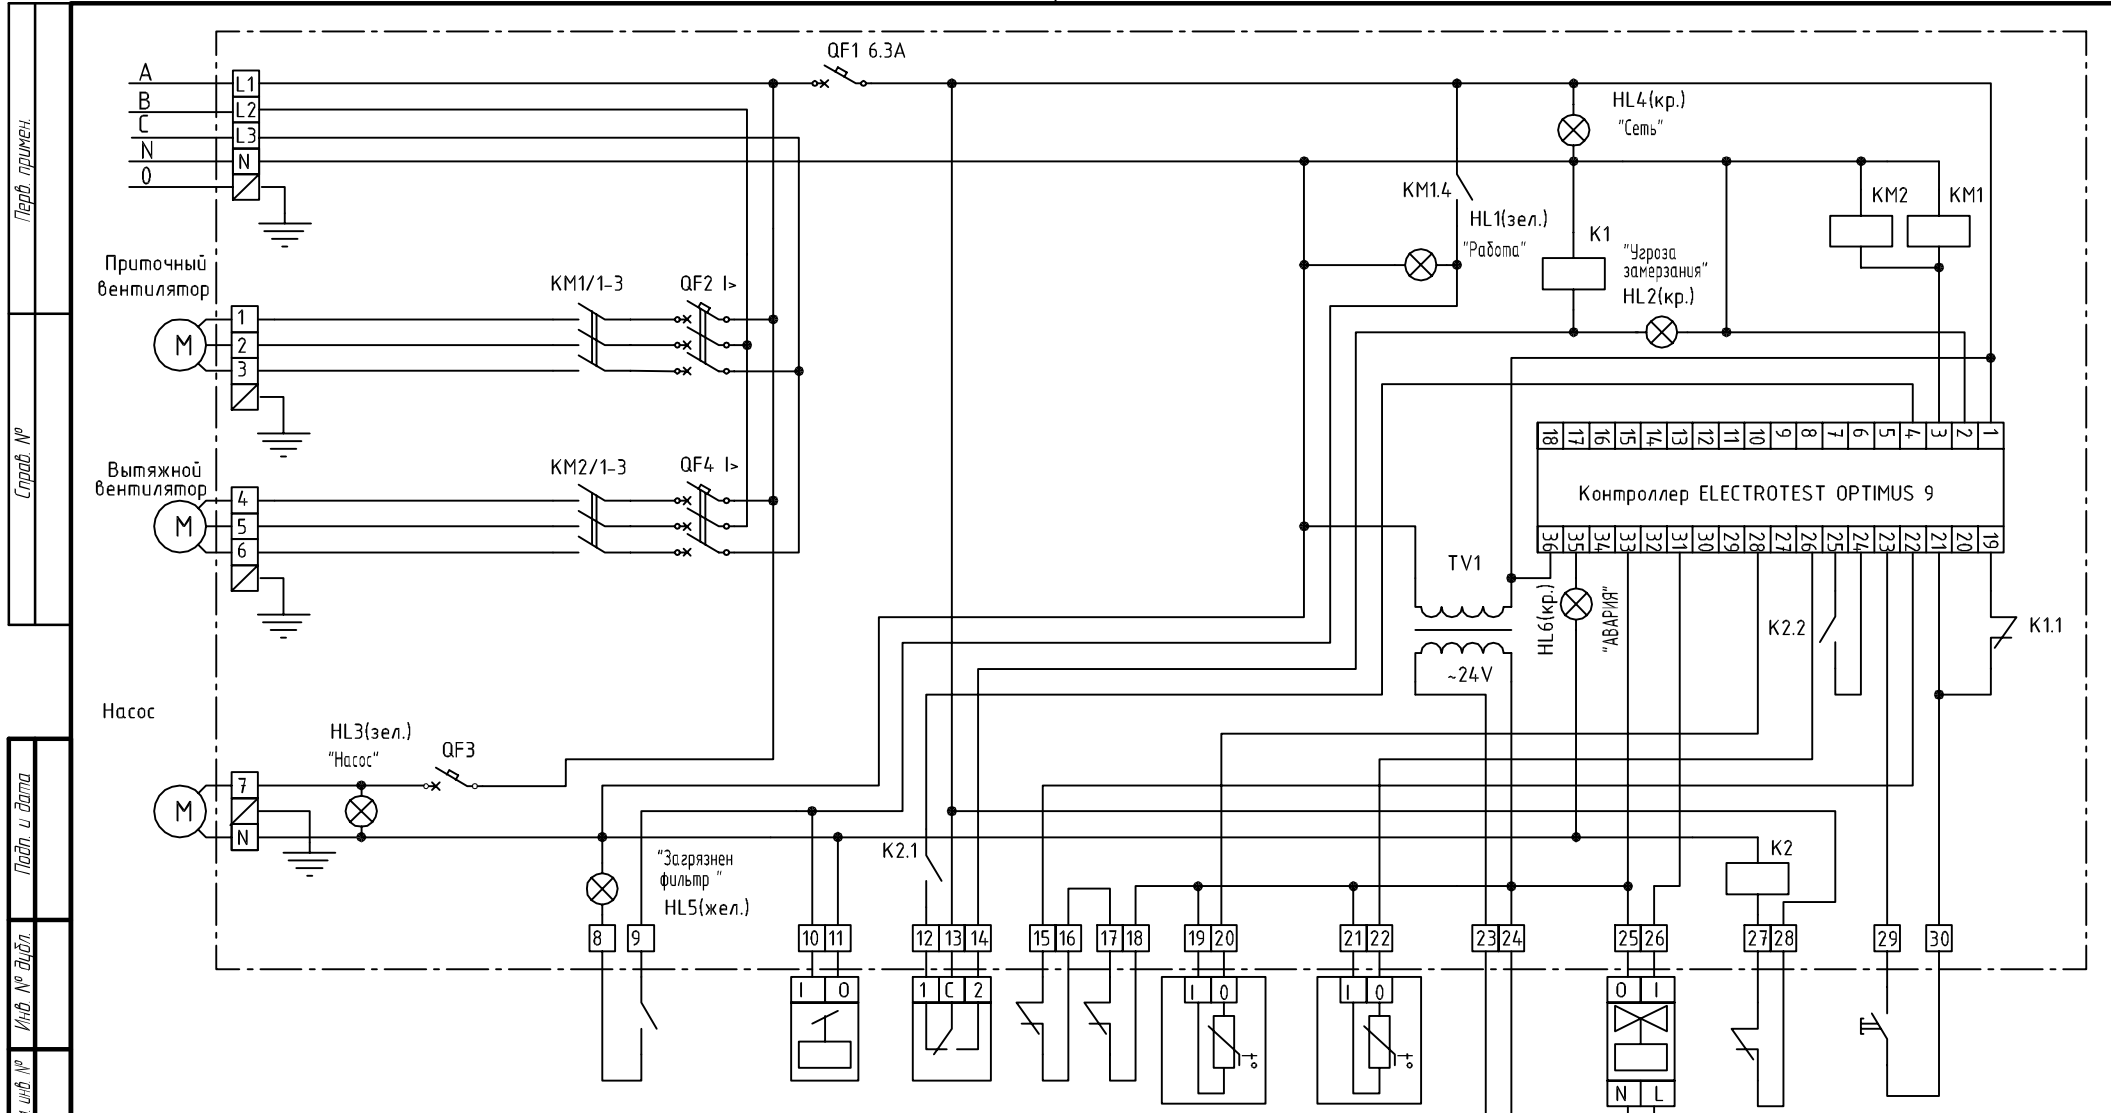 QF1 6.3A
A
B
C
N
0
L1
L2
L3
N
HL4(кр.)
"Сеть"
KM1.4
HL1(зел.)
"Работа"
K1
"Угроза
замерзания"
HL2(кр.)
KM2
KM1
Приточный
вентилятор
M
1
2
3
KM1/1-3
QF2 I>
Вытяжной
вентилятор
M
4
5
6
KM2/1-3
QF4 I>
18 17 16 15 14 13 12 11 10 9 8 7 6 5 4 3 2 1
Контроллер ELECTROTEST OPTIMUS 9
36 35 34 33 32 31 30 29 28 27 26 25 24 23 22 21 20 19
TV1
~24V
HL6(кр.)
"АВАРИЯ"
K2.2
K1.1
Насос
M
7
N
HL3(зел.)
"Насос"
QF3
"Загрязнен
фильтр "
HL5(жел.)
K2.1
K2
8 9 10 11 12 13 14 15 16 17 18 19 20 21 22 23 24 25 26 27 28 29 30
I O
1 C 2
I O
t°
I O
t°
O I
N L
Перв. примен.
Справ. №
Подп. и дата
Инв. № дубл.
инв. №